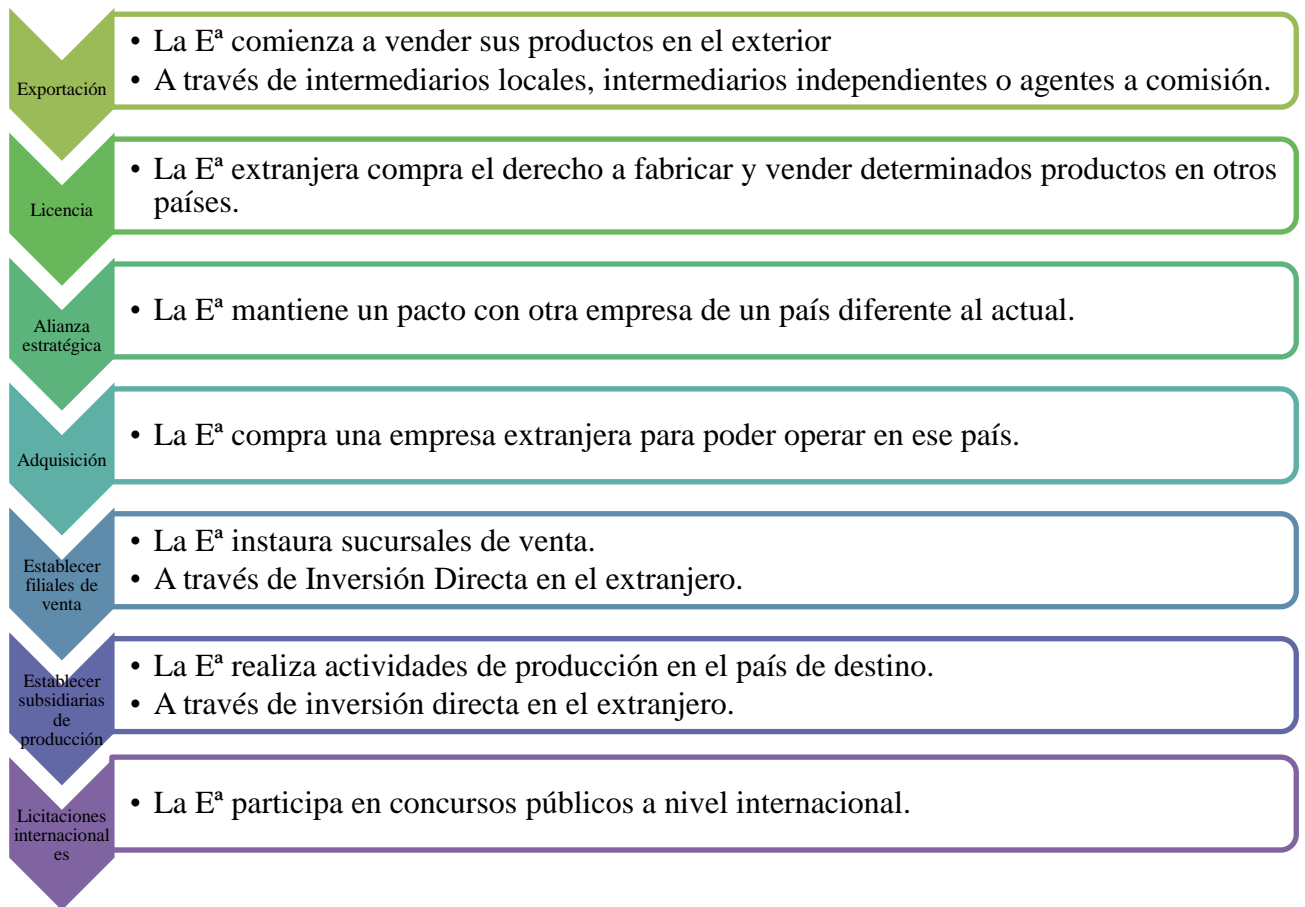 Exportación
• La Eª comienza a vender sus productos en el exterior
• A través de intermediarios locales, intermediarios independientes o agentes a comisión.
Licencia
• La Eª extranjera compra el derecho a fabricar y vender determinados productos en otros
países.
Alianza
estratégica
• La Eª mantiene un pacto con otra empresa de un país diferente al actual.
Adquisición
• La Eª compra una empresa extranjera para poder operar en ese país.
Establecer
filiales de
venta
• La Eª instaura sucursales de venta.
• A través de Inversión Directa en el extranjero.
Establecer
subsidiarias
de
producción
• La Eª realiza actividades de producción en el país de destino.
• A través de inversión directa en el extranjero.
Licitaciones
internacional
es
• La Eª participa en concursos públicos a nivel internacional.